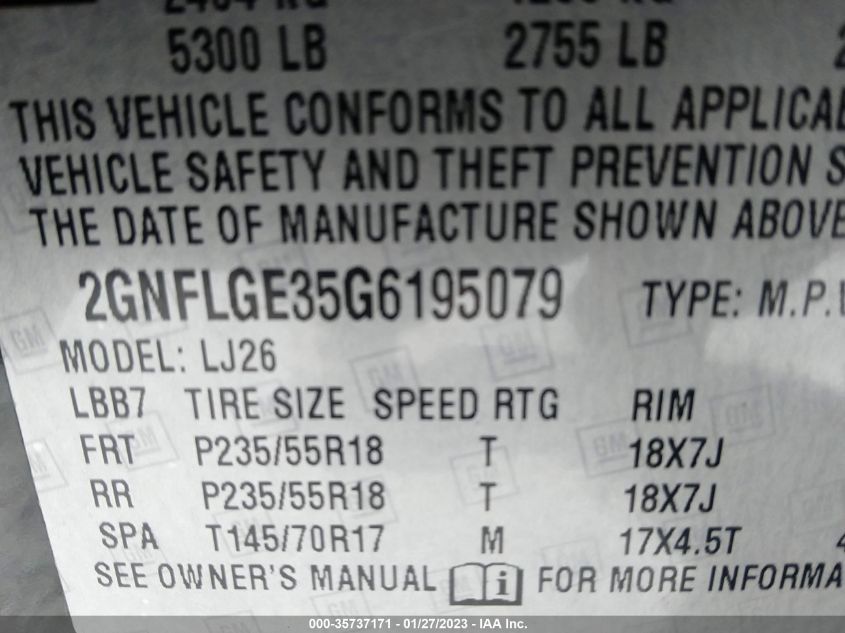 5300 LB 2755 LB
THIS VEHICLE CONFORMS TO ALL
VEHICLE SAFETY AND THEFT PREVENTION
THE DATE OF MANUFACTURE SHOWN ABOVE
2GNFLGE35G6195079 TYPE: M.P.
MODEL: LJ26
LBB7 TIRE SIZE SPEED RTG RIM
FRT P235/55R18 T 18X7J
RR P235/55R18 T 18X7J
SPA T145/70R17 M 17X4.5T
SEE OWNER'S MANUAL i FOR MORE
000-35737171 - 01/27/2023 - IAA Inc.